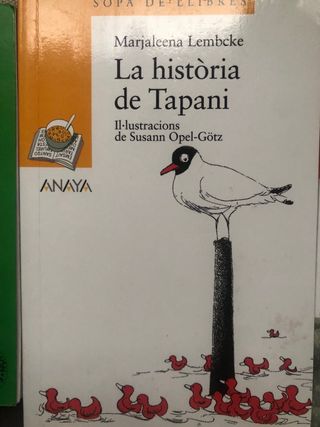 SOPA DE LLIBRES
Marjaleena Lembcke
La història
de Tapani
Il·lustracions
de Susann Opel-Götz
ANAYA